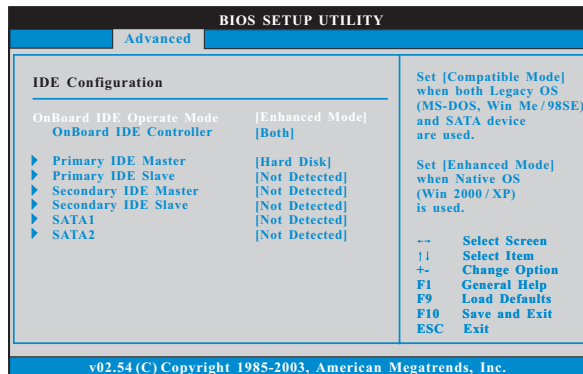 BIOS SETUP UTILITY
Advanced
IDE Configuration
OnBoard IDE Operate Mode [Enhanced Mode]
OnBoard IDE Controller [Both]
Primary IDE Master [Hard Disk]
Primary IDE Slave [Not Detected]
Secondary IDE Master [Not Detected]
Secondary IDE Slave [Not Detected]
SATA1 [Not Detected]
SATA2 [Not Detected]
Set [Compatible Mode]
when both Legacy OS
(MS-DOS, Win Me / 98SE)
and SATA device
are used.
Set [Enhanced Mode]
when Native OS
(Win 2000 / XP)
is used.
←→ Select Screen
↑↓ Select Item
+- Change Option
F1 General Help
F9 Load Defaults
F10 Save and Exit
ESC Exit
v02.54 (C) Copyright 1985-2003, American Megatrends, Inc.